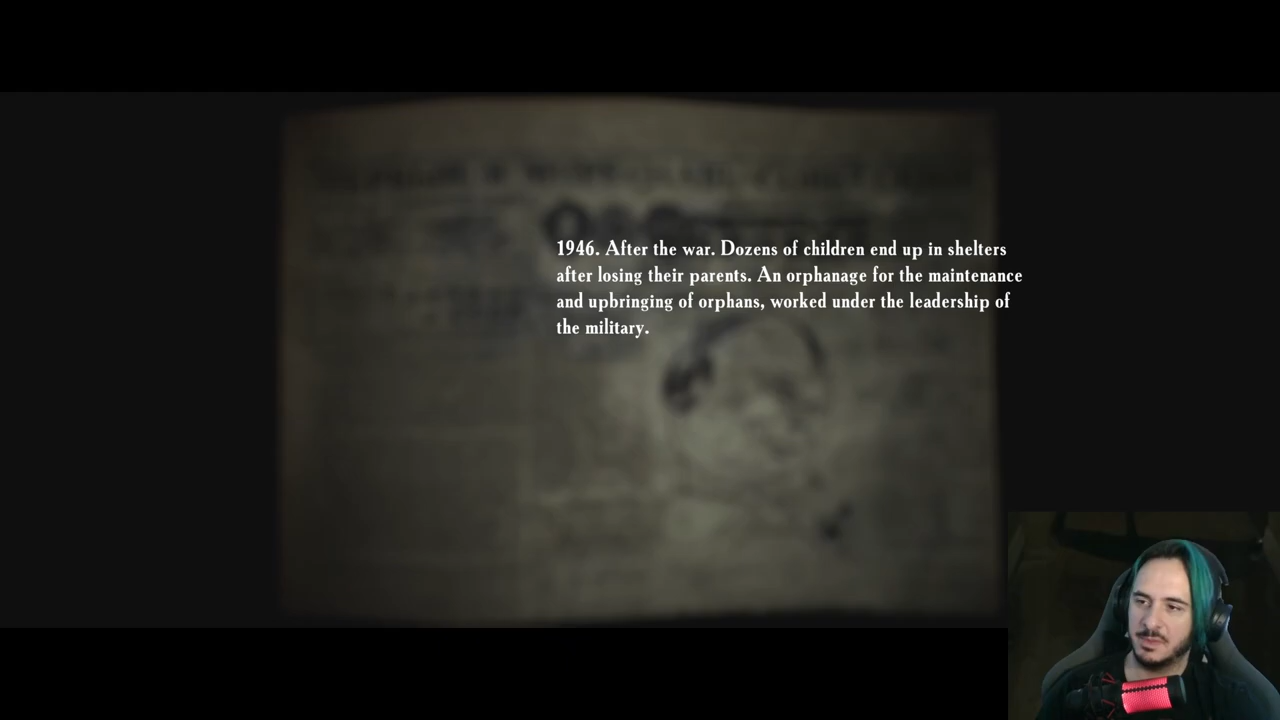 1946. After the war. Dozens of children end up in shelters
after losing their parents. An orphanage for the maintenance
and upbringing of orphans, worked under the leadership of
the military.